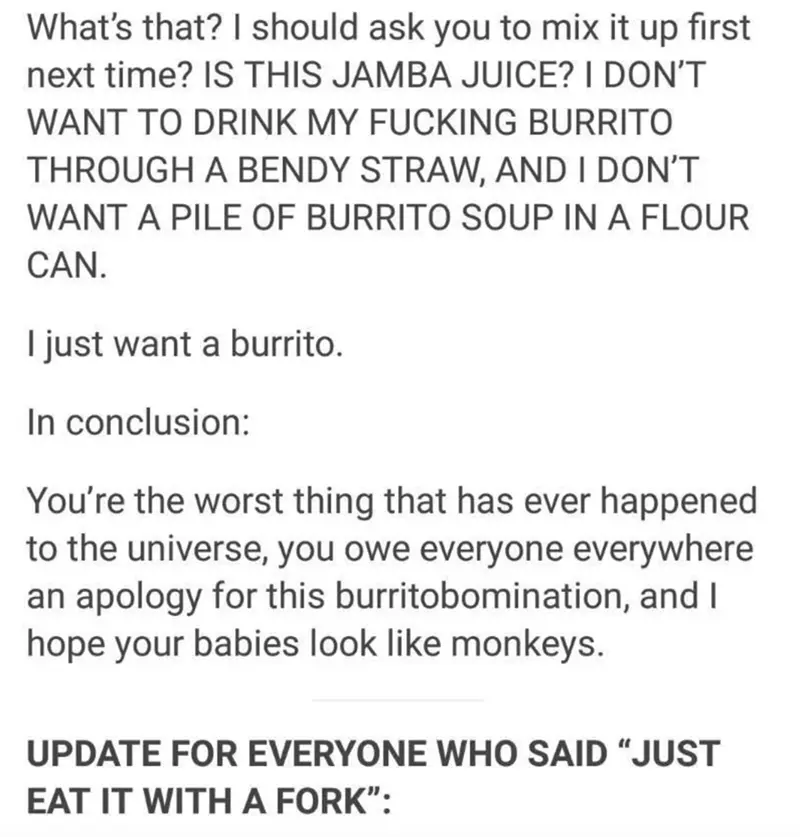 What’s that? I should ask you to mix it up first
next time? IS THIS JAMBA JUICE? I DON’T
WANT TO DRINK MY FUCKING BURRITO
THROUGH A BENDY STRAW, AND I DON’T
WANT A PILE OF BURRITO SOUP IN A FLOUR
CAN.
I just want a burrito.
In conclusion:
You’re the worst thing that has ever happened
to the universe, you owe everyone everywhere
an apology for this burritobomination, and I
hope your babies look like monkeys.
UPDATE FOR EVERYONE WHO SAID “JUST
EAT IT WITH A FORK”: